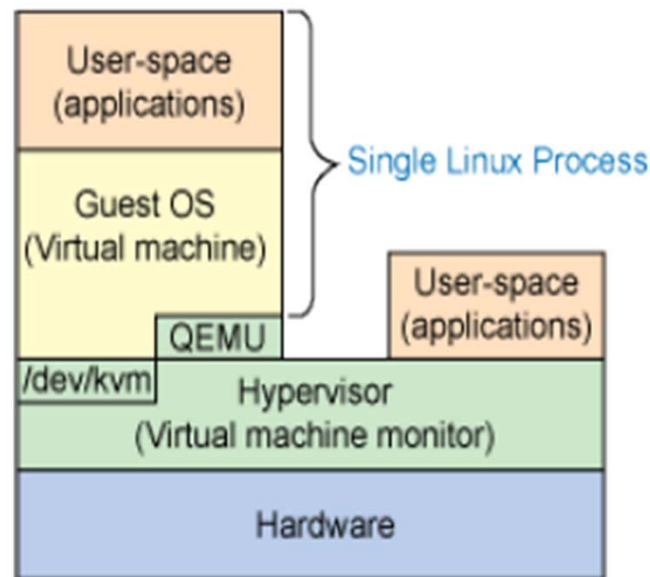 User-space
(applications)
Single Linux Process
Guest OS
(Virtual machine)
User-space
(applications)
QEMU
/dev/kvm
Hypervisor
(Virtual machine monitor)
Hardware